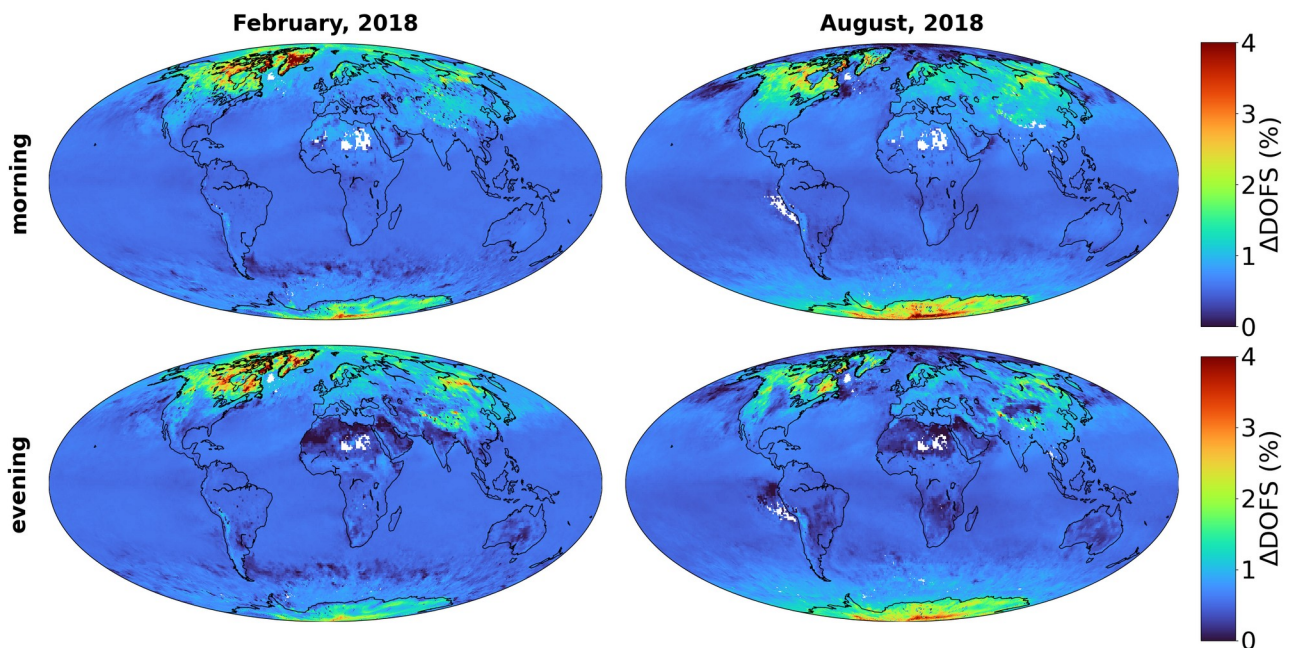 February, 2018
August, 2018
morning
4
3
2
1
0
ΔDOFS (%)
evening
4
3
2
1
0
ΔDOFS (%)